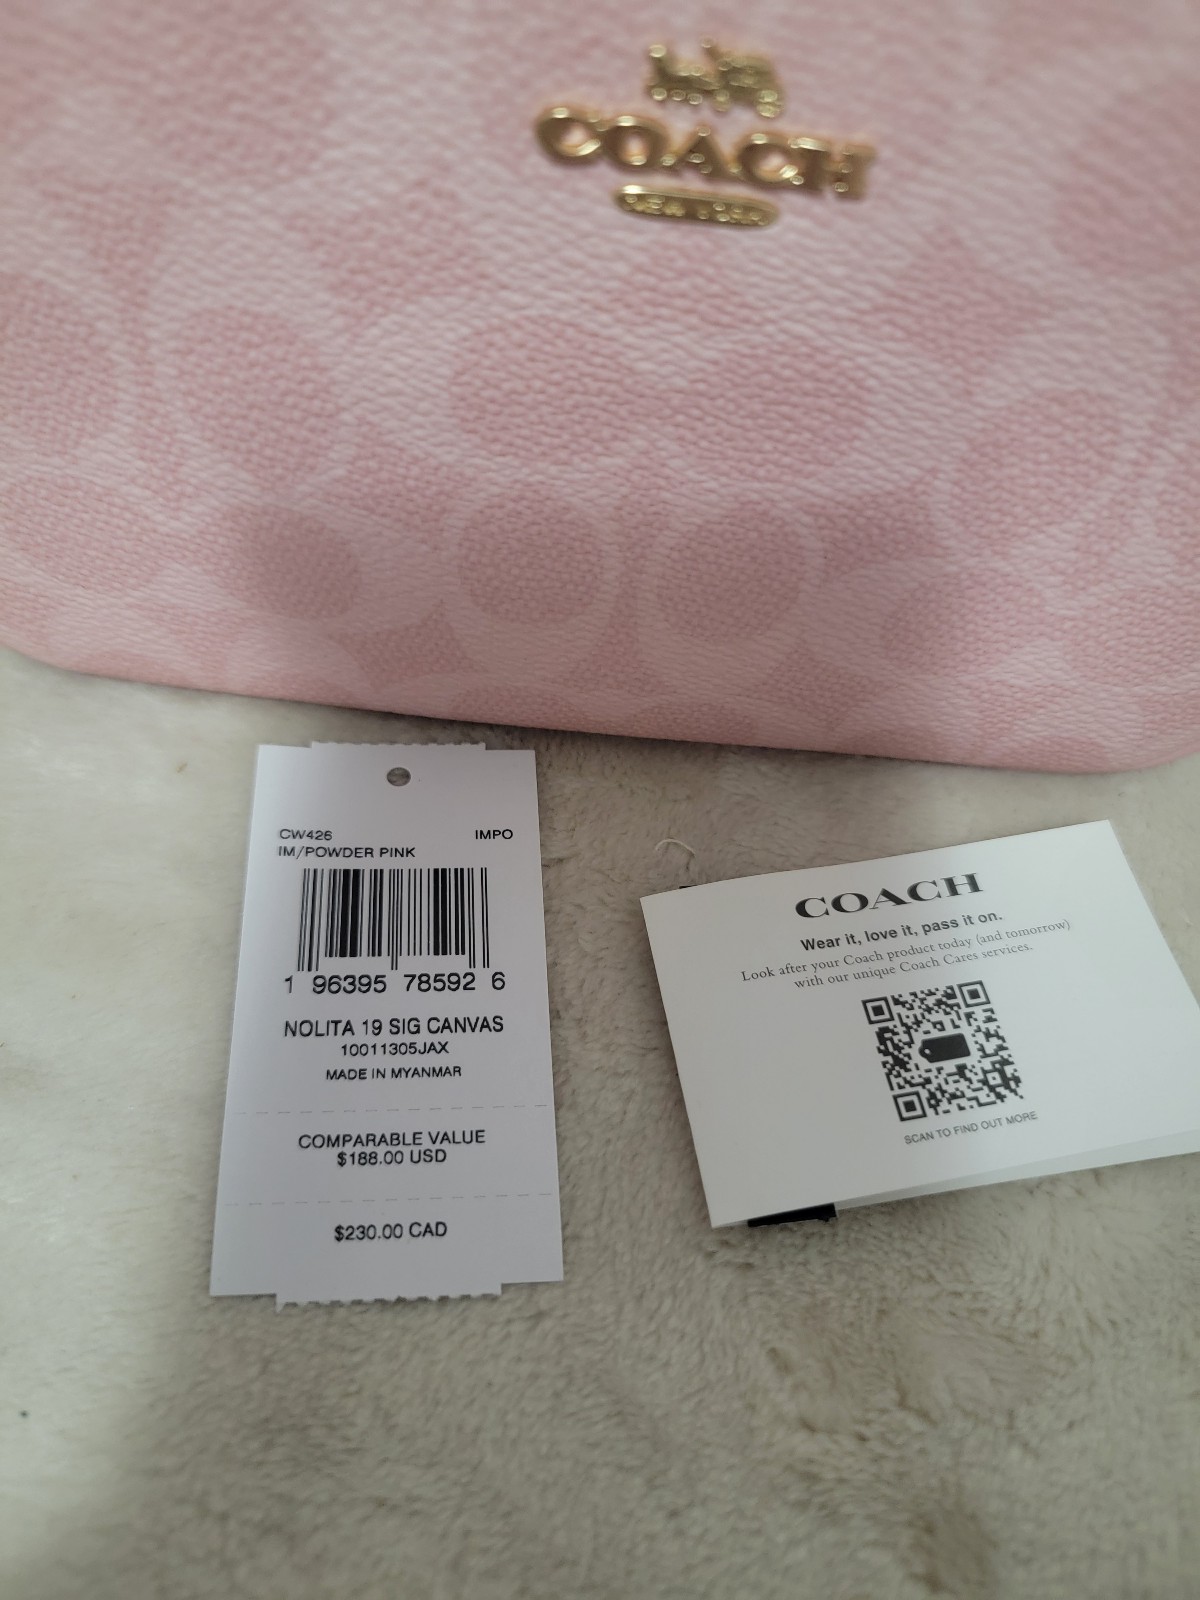 COACH
NEW YORK
CW426 IMPO
IM/POWDER PINK
1 96395 78592 6
NOLITA 19 SIG CANVAS
10011305JAX
MADE IN MYANMAR
COMPARABLE VALUE
$188.00 USD
$230.00 CAD
COACH
Wear it, love it, pass it on.
Look after your Coach product today (and tomorrow)
with our unique Coach Cares services.
SCAN TO FIND OUT MORE